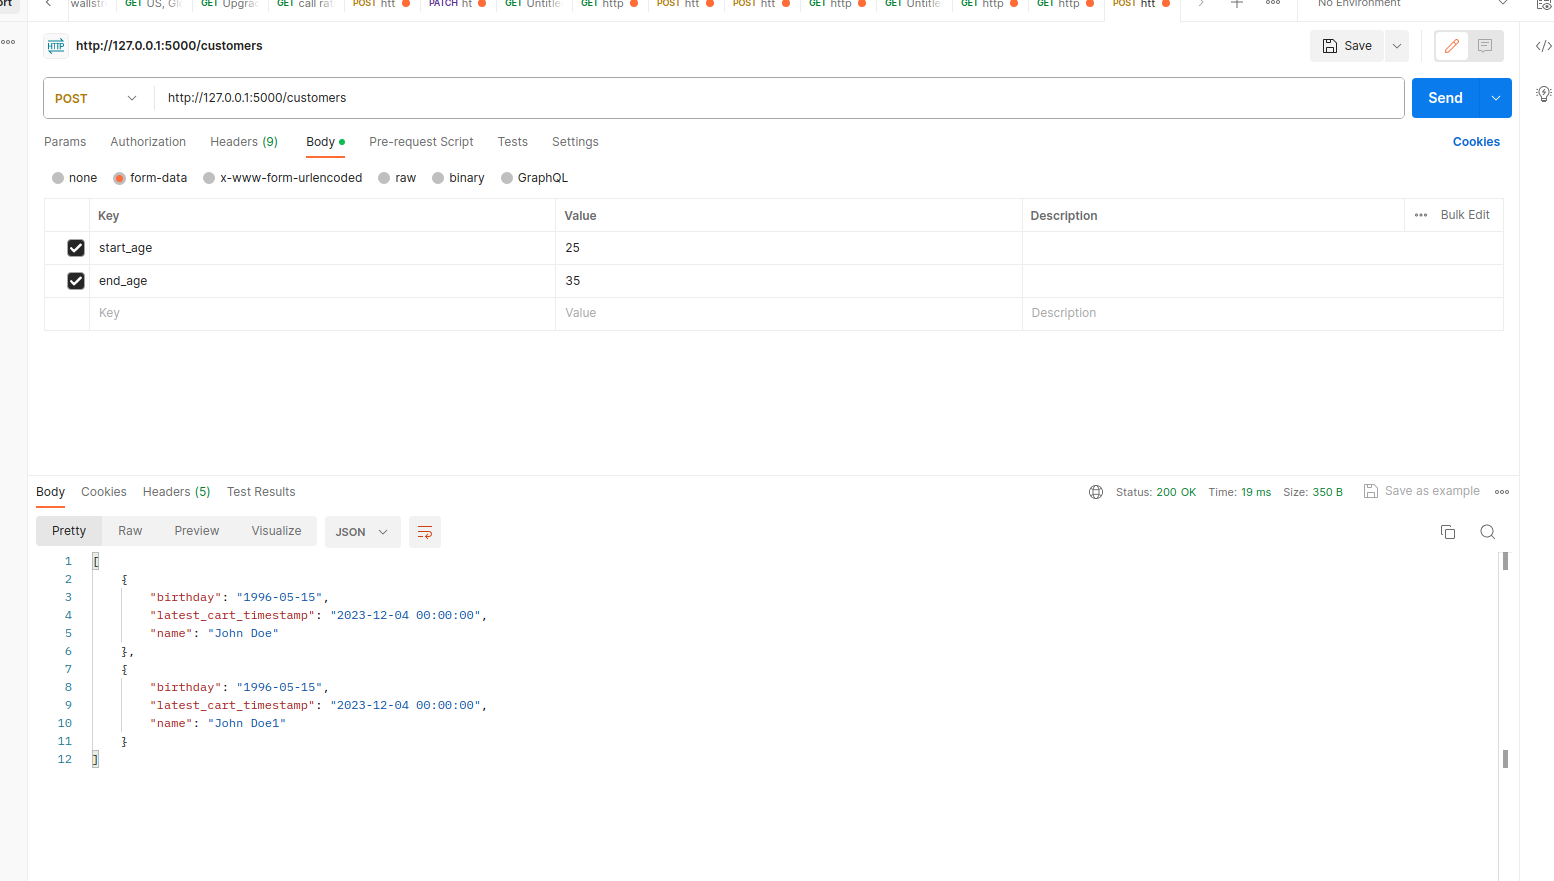 ort wallstr GET US, Gl GET Upgrad GET call rat POST htt PATCH ht GET Untitle GET http POST htt POST htt GET http GET Untitle GET http GET http POST htt No Environment
HTTP http://127.0.0.1:5000/customers Save
POST http://127.0.0.1:5000/customers Send
Params Authorization Headers (9) Body Pre-request Script Tests Settings Cookies
none form-data x-www-form-urlencoded raw binary GraphQL
Key Value Description Bulk Edit
start_age 25
end_age 35
Key Value Description
Body Cookies Headers (5) Test Results Status: 200 OK Time: 19 ms Size: 350 B Save as example
Pretty Raw Preview Visualize JSON
1 [
2 {
3 "birthday": "1996-05-15",
4 "latest_cart_timestamp": "2023-12-04 00:00:00",
5 "name": "John Doe"
6 },
7 {
8 "birthday": "1996-05-15",
9 "latest_cart_timestamp": "2023-12-04 00:00:00",
10 "name": "John Doe1"
11 }
12 ]